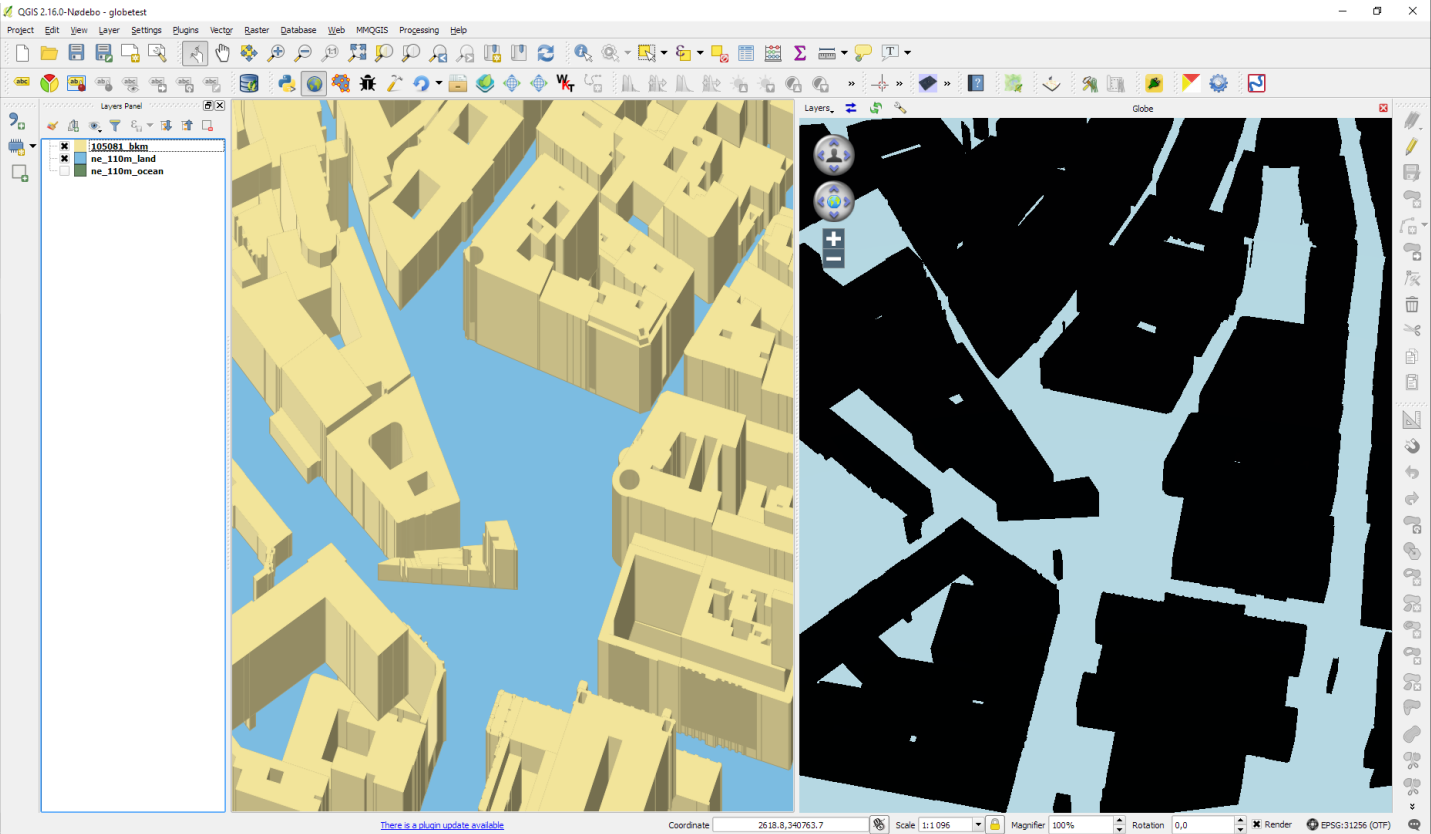 QGIS 2.16.0-Nødebo - globetest
Project Edit View Layer Settings Plugins Vector Raster Database Web MMQGIS Processing Help
Layers Panel
105081_bkm
ne_110m_land
ne_110m_ocean
Layers
Globe
There is a plugin update available
Coordinate 2618.8,340763.7 Scale 1:1 096 Magnifier 100% Rotation 0,0 Render EPSG:31256 (OTF)